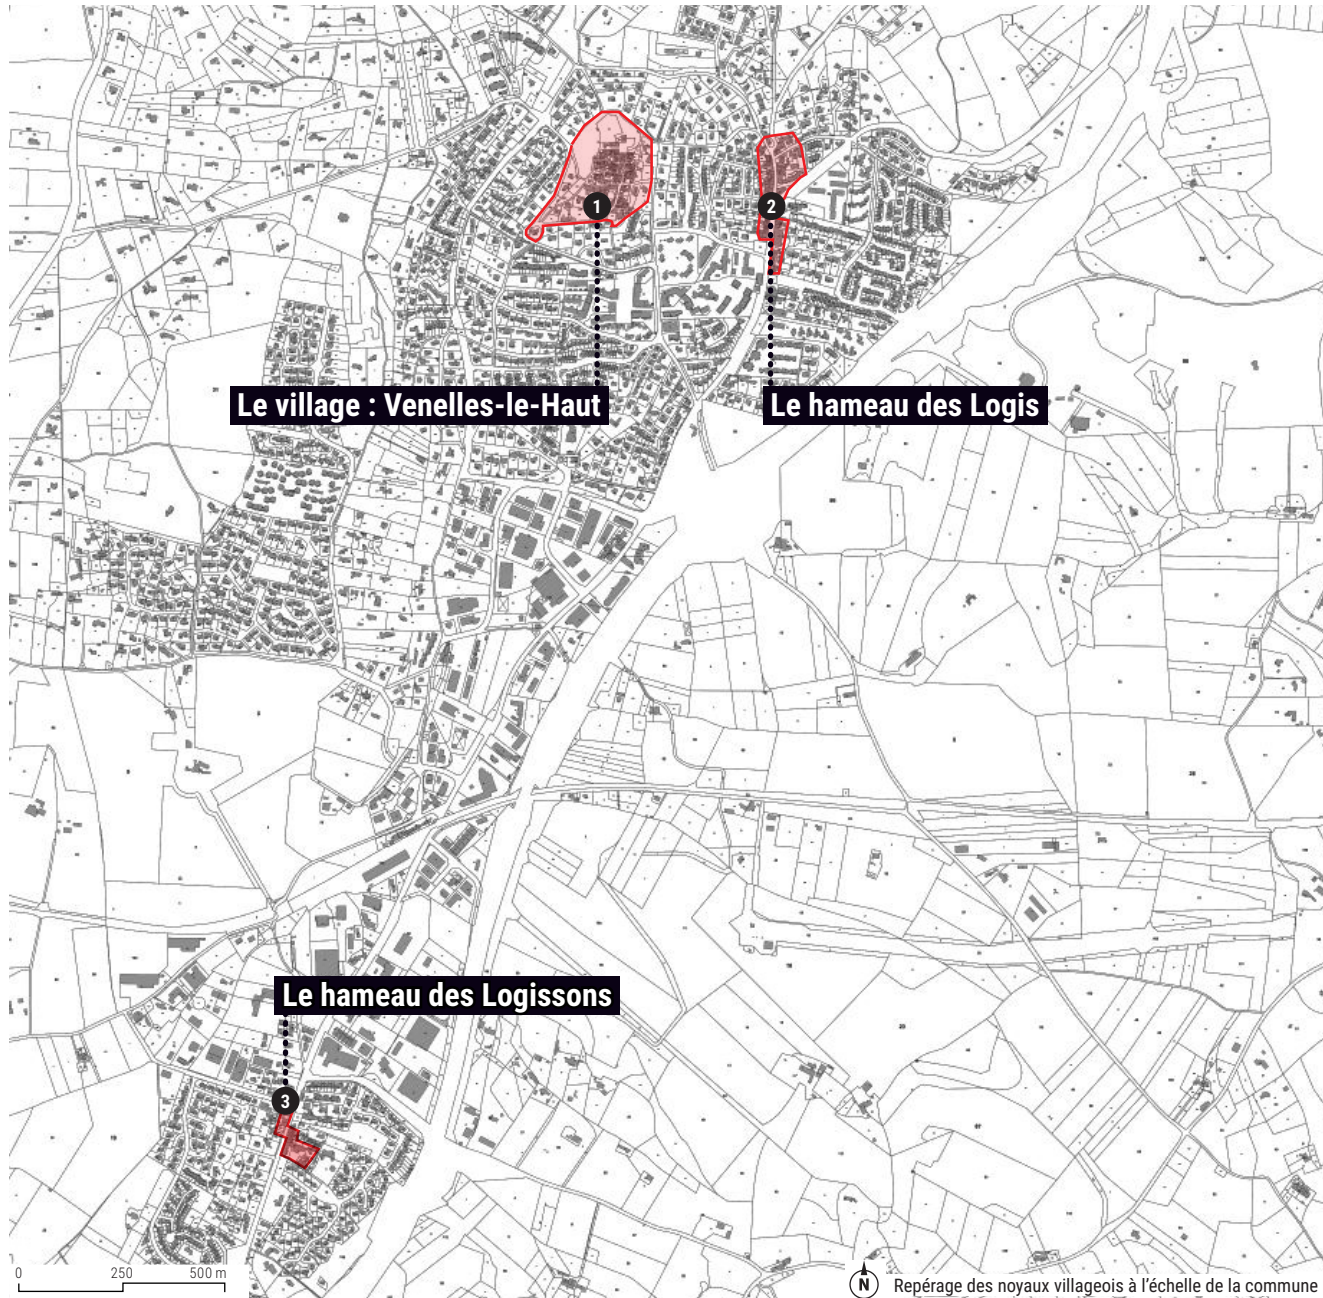 1
2
Le village : Venelles-le-Haut
Le hameau des Logis
Le hameau des Logissons
3
0 250 500 m
N Repérage des noyaux villageois à l'échelle de la commune